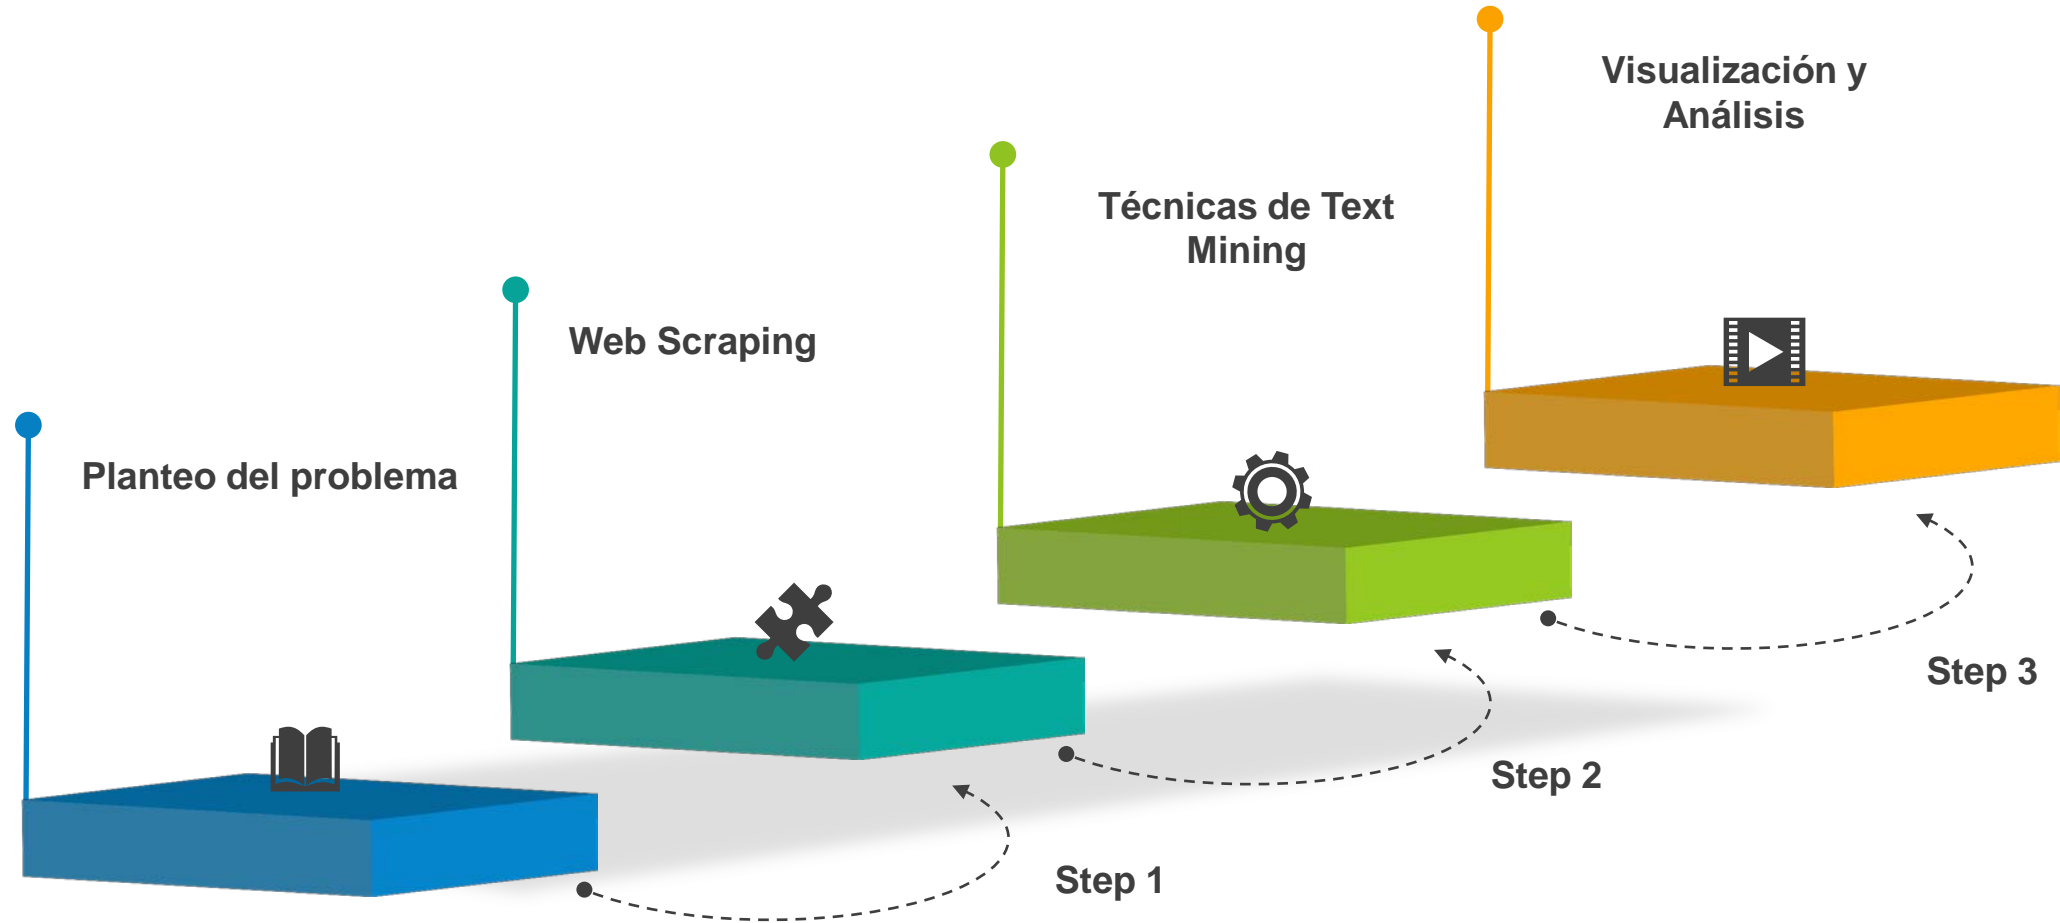 Visualización y
Análisis
Técnicas de Text
Mining
Web Scraping
Planteo del problema
Step 3
Step 2
Step 1